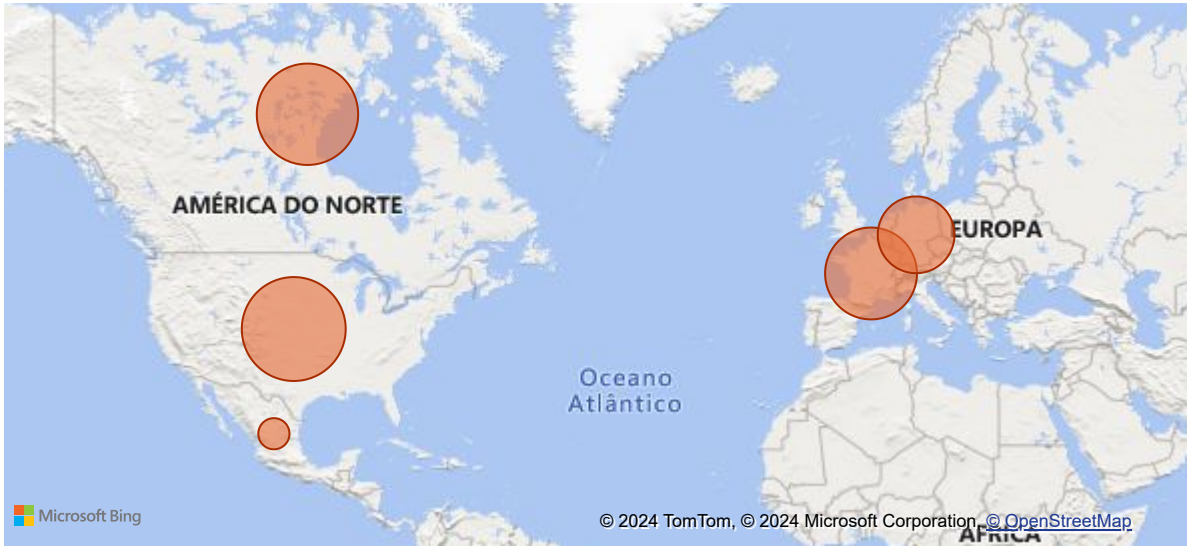 AMÉRICA DO NORTE
EUROPA
Oceano
Atlântico
Microsoft Bing
© 2024 TomTom, © 2024 Microsoft Corporation, © OpenStreetMap
ÁFRICA